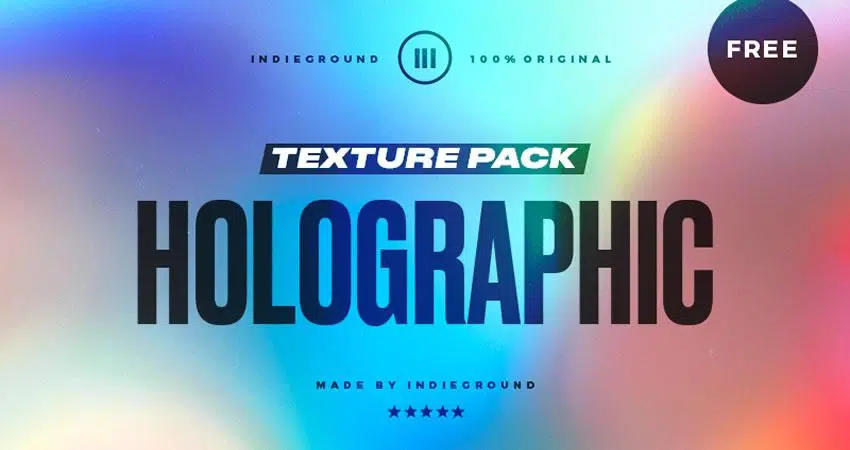 INDIEGROUND
100% ORIGINAL
FREE
TEXTURE PACK
HOLOGRAPHIC
MADE BY INDIEGROUND